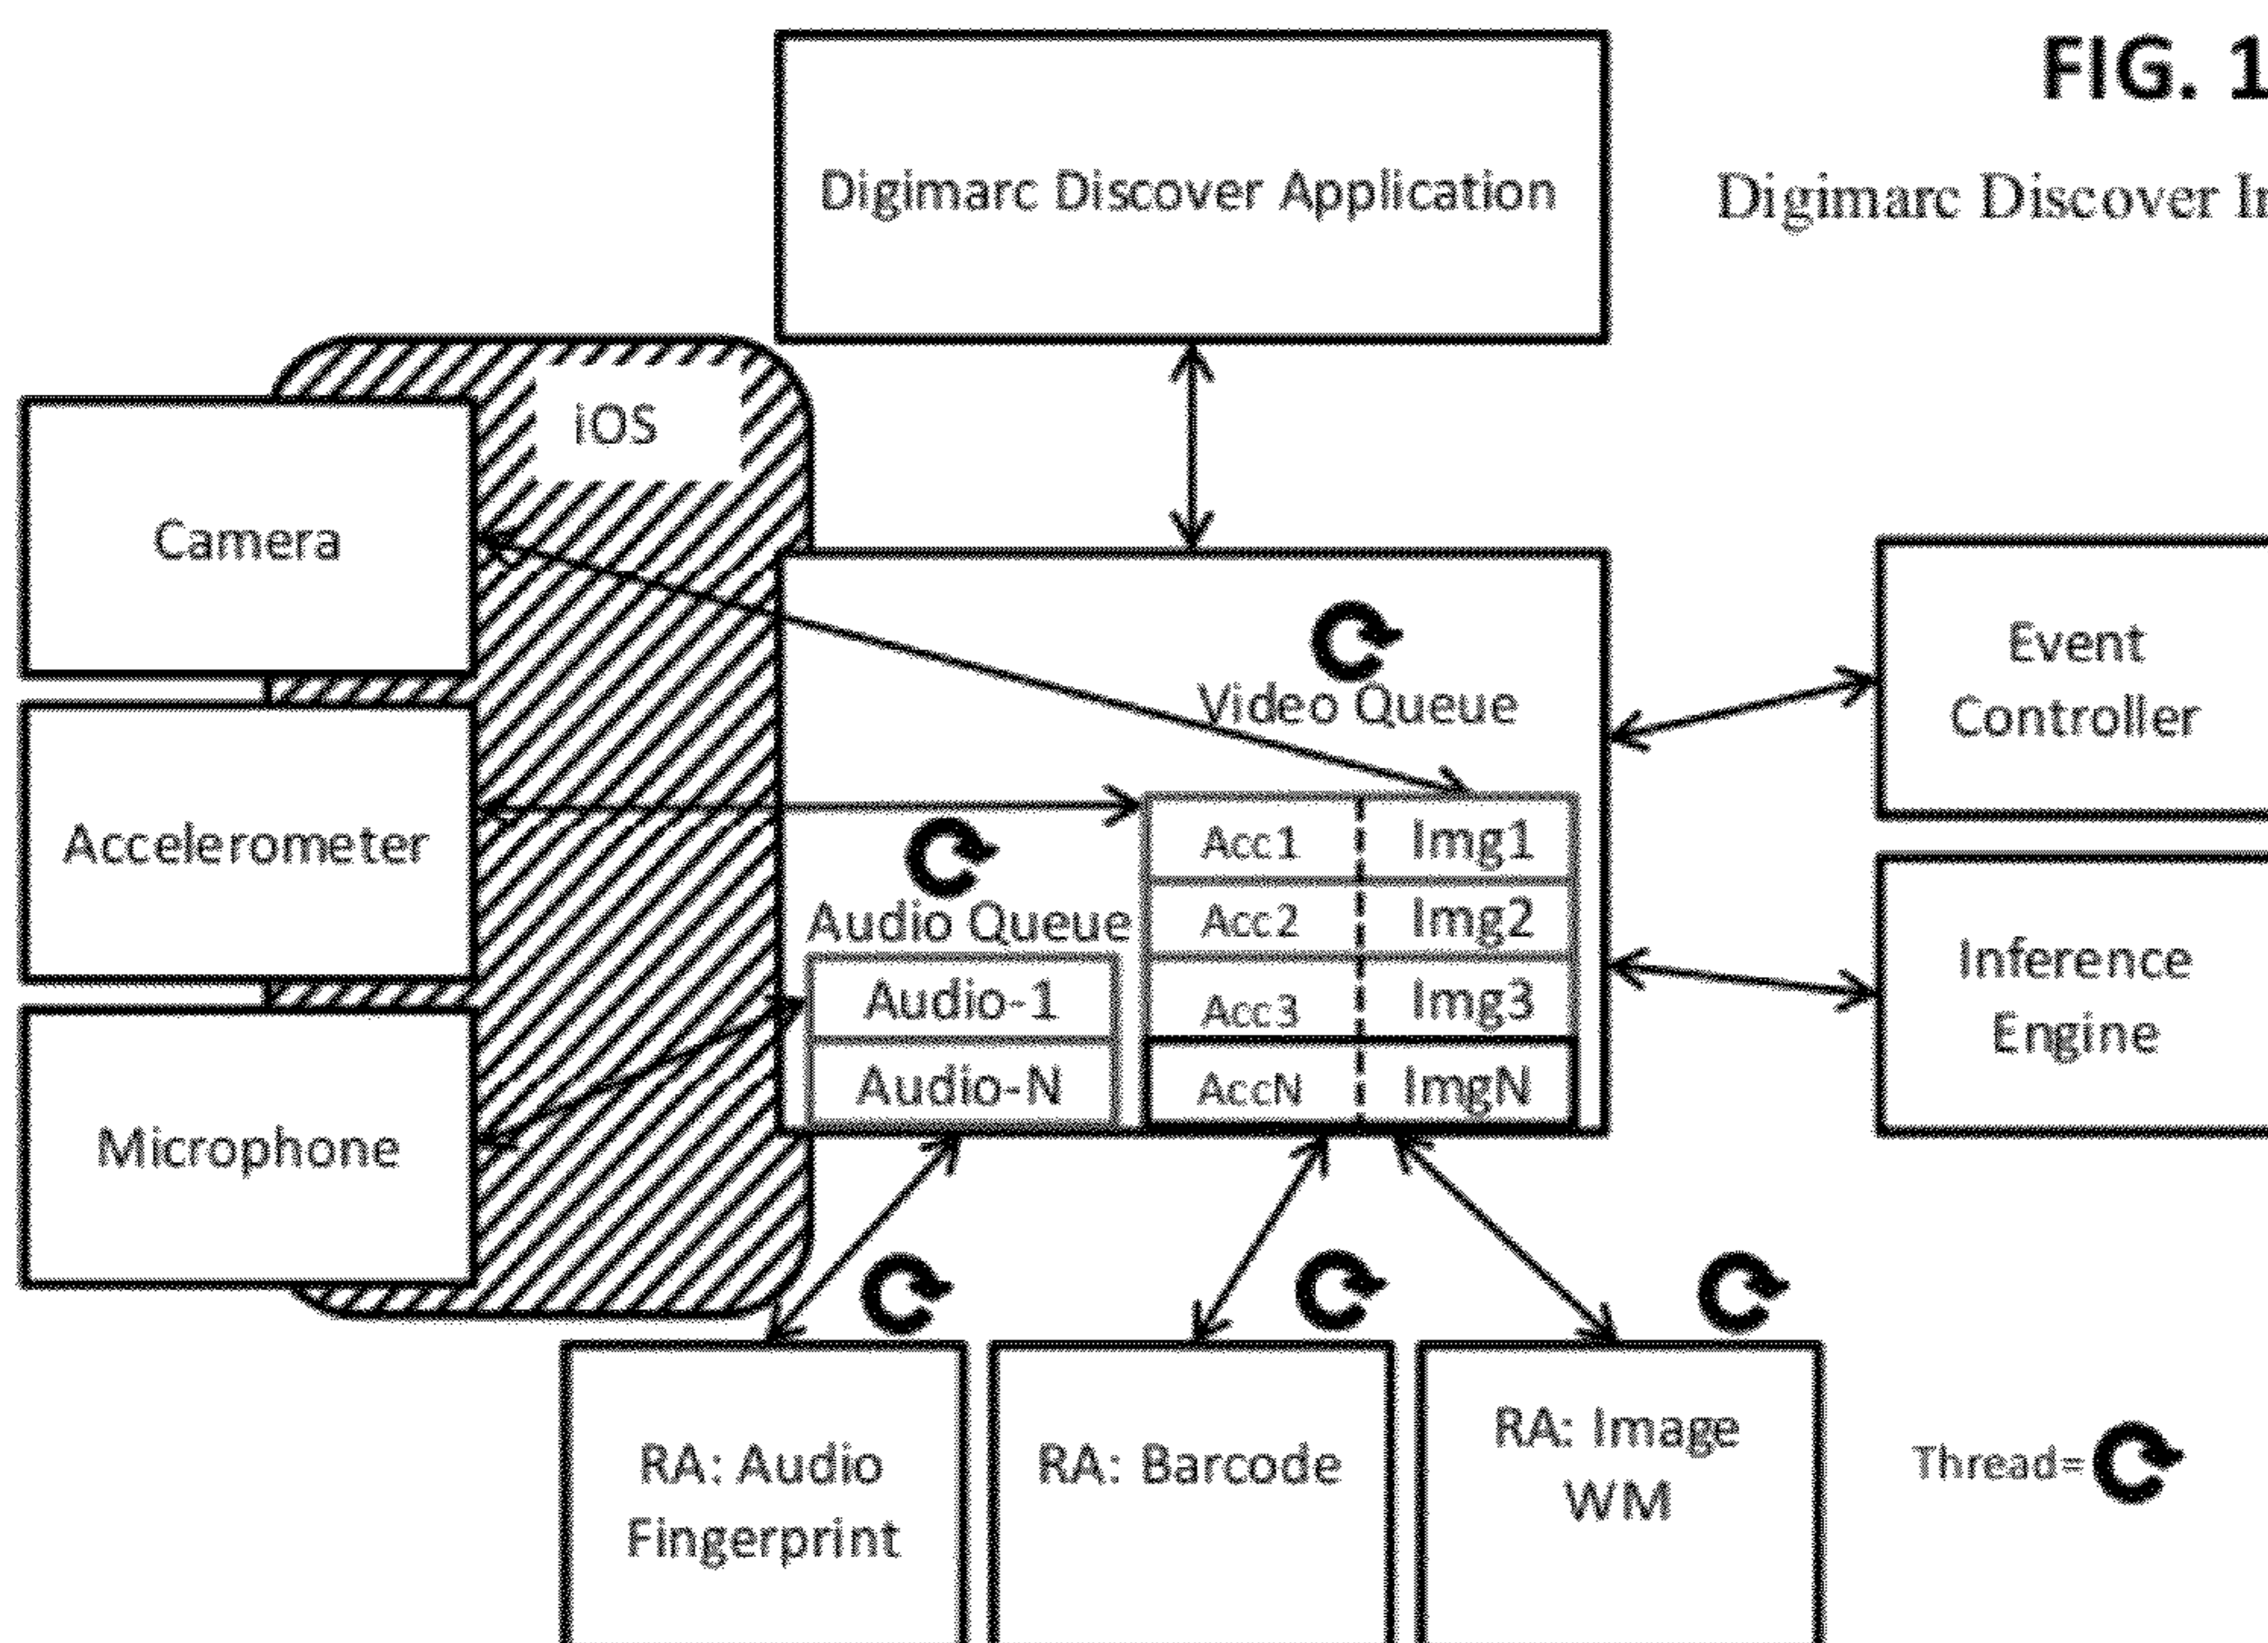 FIG. 1
Digimarc Discover Application
Digimarc Discover
iOS
Camera
Accelerometer
Microphone
Video Queue
Audio Queue
Audio-1
Audio-N
Acc1
Img1
Acc2
Img2
Acc3
Img3
AccN
ImgN
Event
Controller
Inference
Engine
RA: Audio
Fingerprint
RA: Barcode
RA: Image
WM
Thread=